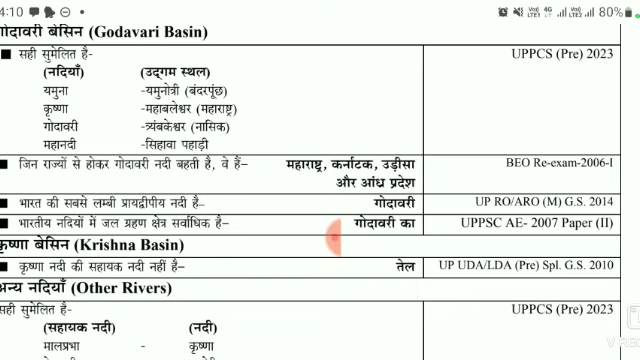 4:10
Vo) 4G Vo) 80%
LTE2
गोदावरी बेसिन (Godavari Basin)
■ सही सुमेलित है- UPPCS (Pre) 2023
(नदियाँ) (उद्गम स्थल)
यमुना -यमुनोत्री (बंदरपूंछ)
कृष्णा -महाबलेश्वर (महाराष्ट्र)
गोदावरी -त्र्यंबकेश्वर (नासिक)
महानदी -सिहावा पहाड़ी
■ जिन राज्यों से होकर गोदावरी नदी बहती है, वे हैं- महाराष्ट्र, कर्नाटक, उड़ीसा BEO Re-exam-2006-I
और आंध्र प्रदेश
■ भारत की सबसे लम्बी प्रायद्वीपीय नदी है- गोदावरी UP RO/ARO (M) G.S. 2014
■ भारतीय नदियों में जल ग्रहण क्षेत्र सर्वाधिक है- गोदावरी का UPPSC AE- 2007 Paper (II)
कृष्णा बेसिन (Krishna Basin)
■ कृष्णा नदी की सहायक नदी नहीं है- तेल UP UDA/LDA (Pre) Spl. G.S. 2010
अन्य नदियाँ (Other Rivers)
सही सुमेलित है- UPPCS (Pre) 2023
(सहायक नदी) (नदी)
मालप्रभा - कृष्णा